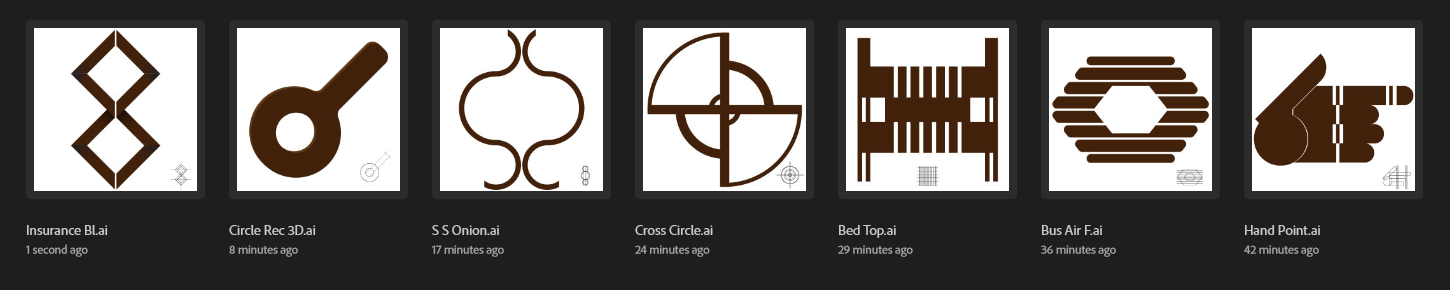 Insurance Bl.ai
1 second ago
Circle Rec 3D.ai
8 minutes ago
S S Onion.ai
17 minutes ago
Cross Circle.ai
24 minutes ago
Bed Top.ai
29 minutes ago
Bus Air F.ai
36 minutes ago
Hand Point.ai
42 minutes ago